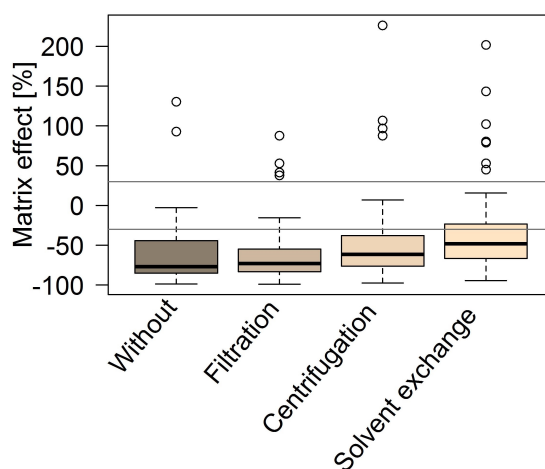 Matrix effect [%]
200
150
100
50
0
-50
-100
Without
Filtration
Centrifugation
Solvent exchange